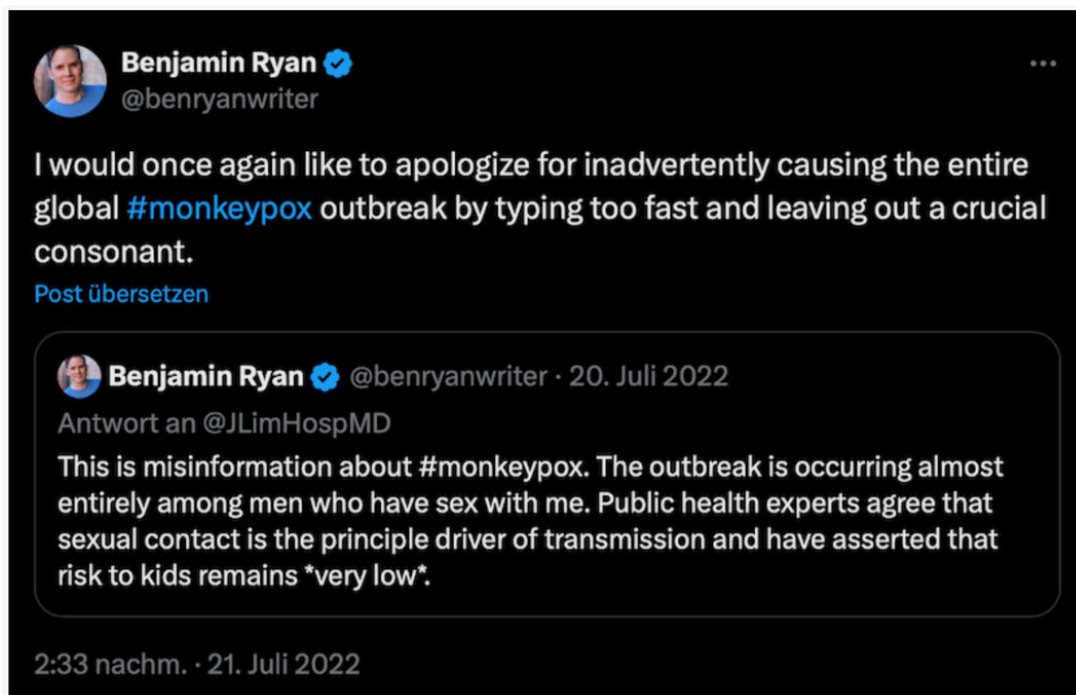 Benjamin Ryan
@benryanwriter
I would once again like to apologize for inadvertently causing the entire
global #monkeypox outbreak by typing too fast and leaving out a crucial
consonant.
Post übersetzen
Benjamin Ryan @benryanwriter · 20. Juli 2022
Antwort an @JLimHospMD
This is misinformation about #monkeypox. The outbreak is occurring almost
entirely among men who have sex with me. Public health experts agree that
sexual contact is the principle driver of transmission and have asserted that
risk to kids remains *very low*.
2:33 nachm. · 21. Juli 2022